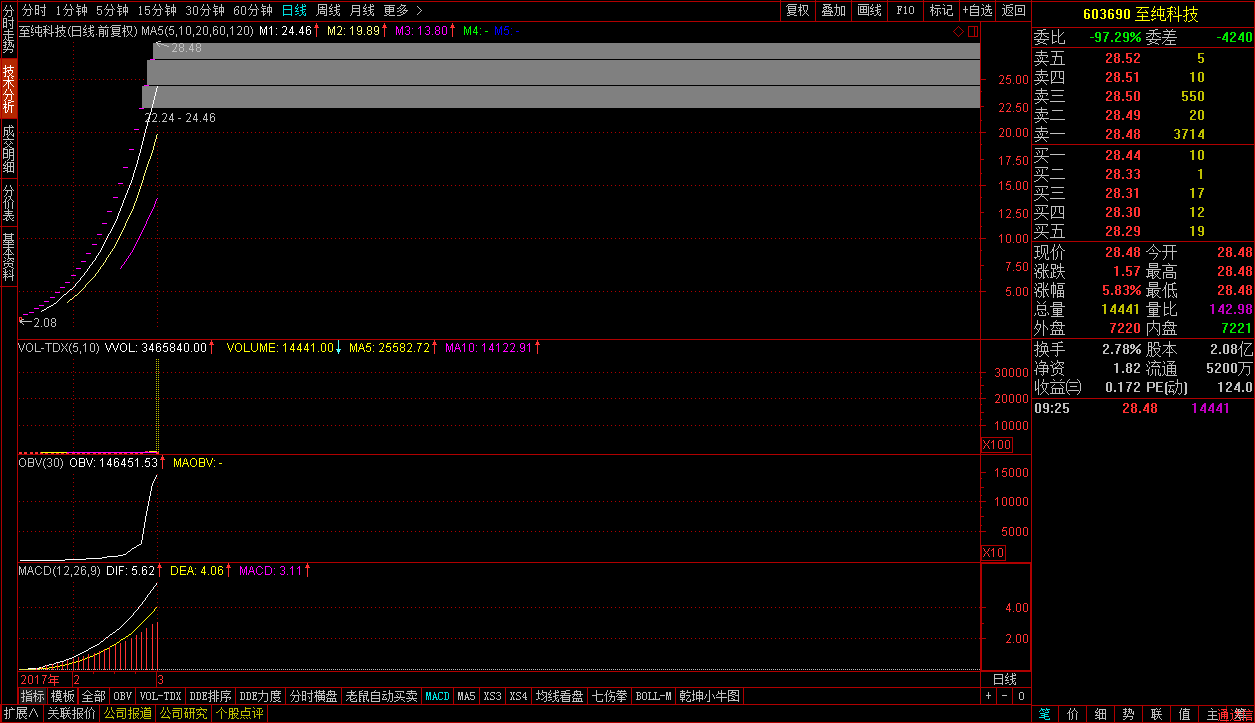 分时 1分钟 5分钟 15分钟 30分钟 60分钟 日线 周线 月线 更多 >
复权 叠加 画线 F10 标记 +自选 返回
603690 至纯科技
分时走势
技术分析
成交明细
分价表
基本资料
至纯科技(日线.前复权) MA5(5,10,20,60,120) M1: 24.46↑ M2: 19.89↑ M3: 13.80↑ M4: - M5: -
←28.48
22.24 - 24.46
←2.08
25.00
22.50
20.00
17.50
15.00
12.50
10.00
7.50
5.00
VOL-TDX(5,10) VVOL: 3465840.00↑ VOLUME: 14441.00↓ MA5: 25582.72↑ MA10: 14122.91↑
30000
20000
10000
X100
OBV(30) OBV: 146451.53↑ MAOBV: -
15000
10000
5000
X10
MACD(12,26,9) DIF: 5.62↑ DEA: 4.06↑ MACD: 3.11↑
4.00
2.00
2017年 2 3 日线
指标 模板 全部 OBV VOL-TDX DDE排序 DDE力度 分时横盘 老鼠自动买卖 MACD MA5 XS3 XS4 均线看盘 七伤拳 BOLL-M 乾坤小牛图 + - 0
扩展∧ 关联报价 公司报道 公司研究 个股点评
委比 -97.29% 委差 -4240
卖五 28.52 5
卖四 28.51 10
卖三 28.50 550
卖二 28.49 20
卖一 28.48 3714
买一 28.44 10
买二 28.33 1
买三 28.31 17
买四 28.30 12
买五 28.29 19
现价 28.48 今开 28.48
涨跌 1.57 最高 28.48
涨幅 5.83% 最低 28.48
总量 14441 量比 142.98
外盘 7220 内盘 7221
换手 2.78% 股本 2.08亿
净资 1.82 流通 5200万
收益㈢ 0.172 PE(动) 124.0
09:25 28.48 14441
笔 价 细 势 联 值 主